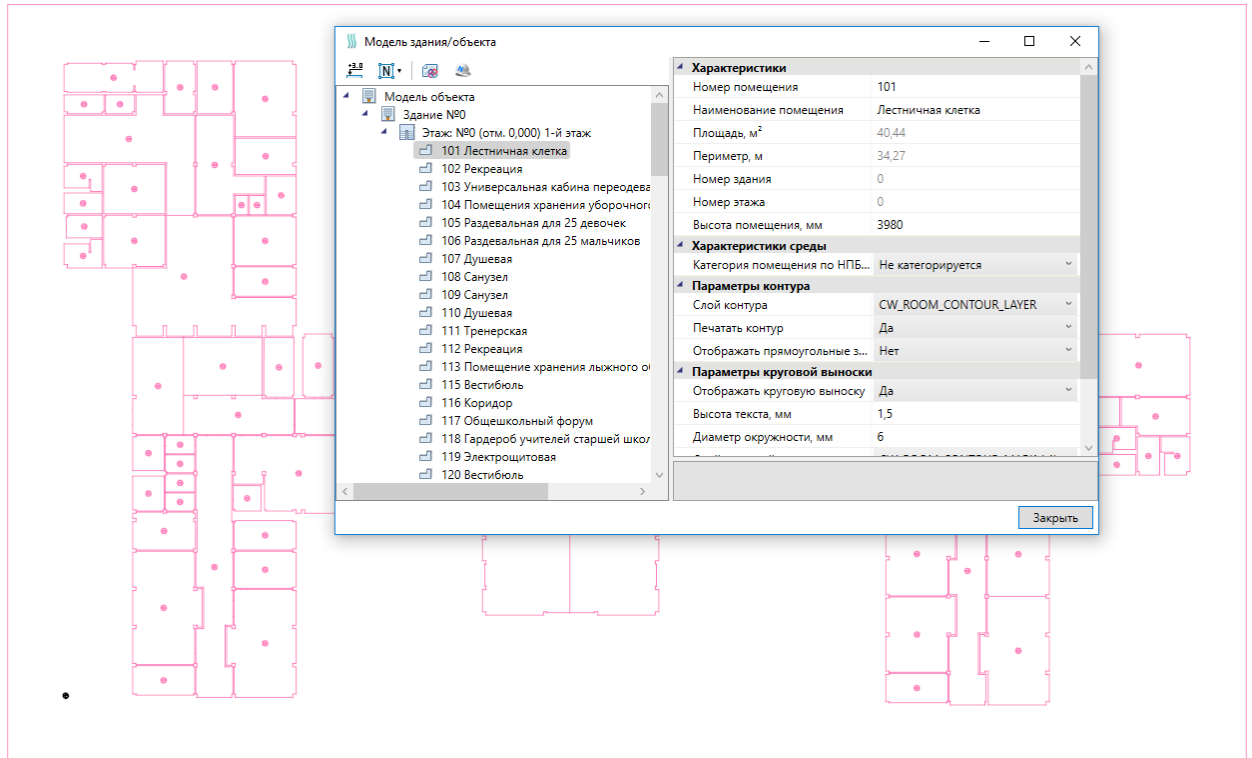 Модель здания/объекта
Модель объекта
Здание №0
Этаж: №0 (отм. 0,000) 1-й этаж
101 Лестничная клетка
102 Рекреация
103 Универсальная кабина переодева
104 Помещения хранения уборочног
105 Раздевальная для 25 девочек
106 Раздевальная для 25 мальчиков
107 Душевая
108 Санузел
109 Санузел
110 Душевая
111 Тренерская
112 Рекреация
113 Помещение хранения лыжного о
115 Вестибюль
116 Коридор
117 Общешкольный форум
118 Гардероб учителей старшей школ
119 Электрощитовая
120 Вестибюль
Характеристики
Номер помещения 101
Наименование помещения Лестничная клетка
Площадь, м² 40,44
Периметр, м 34,27
Номер здания 0
Номер этажа 0
Высота помещения, мм 3980
Характеристики среды
Категория помещения по НПБ... Не категорируется
Параметры контура
Слой контура CW_ROOM_CONTOUR_LAYER
Печатать контур Да
Отображать прямоугольные з... Нет
Параметры круговой выноски
Отображать круговую выноску Да
Высота текста, мм 1,5
Диаметр окружности, мм 6
Закрыть